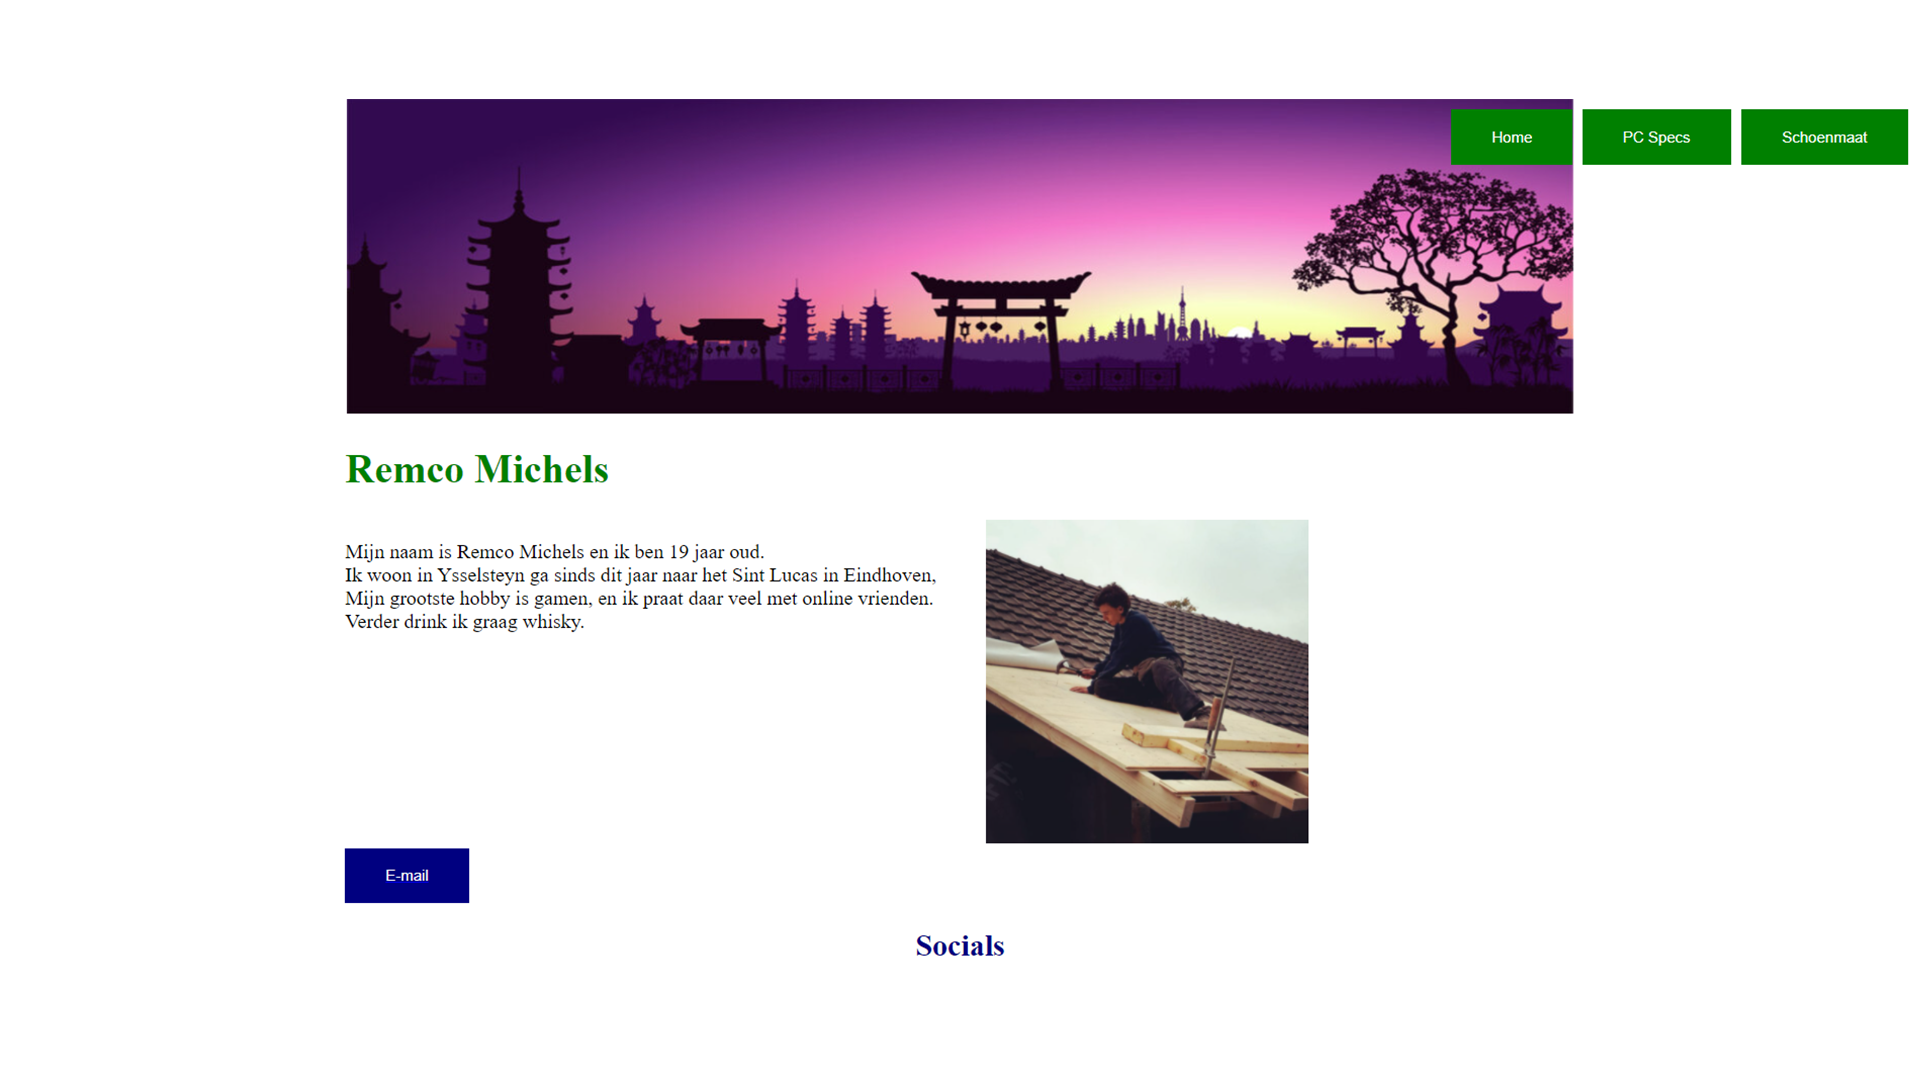 Home
PC Specs
Schoenmaat
Remco Michels
Mijn naam is Remco Michels en ik ben 19 jaar oud.
Ik woon in Ysselsteyn ga sinds dit jaar naar het Sint Lucas in Eindhoven,
Mijn grootste hobby is gamen, en ik praat daar veel met online vrienden.
Verder drink ik graag whisky.
E-mail
Socials